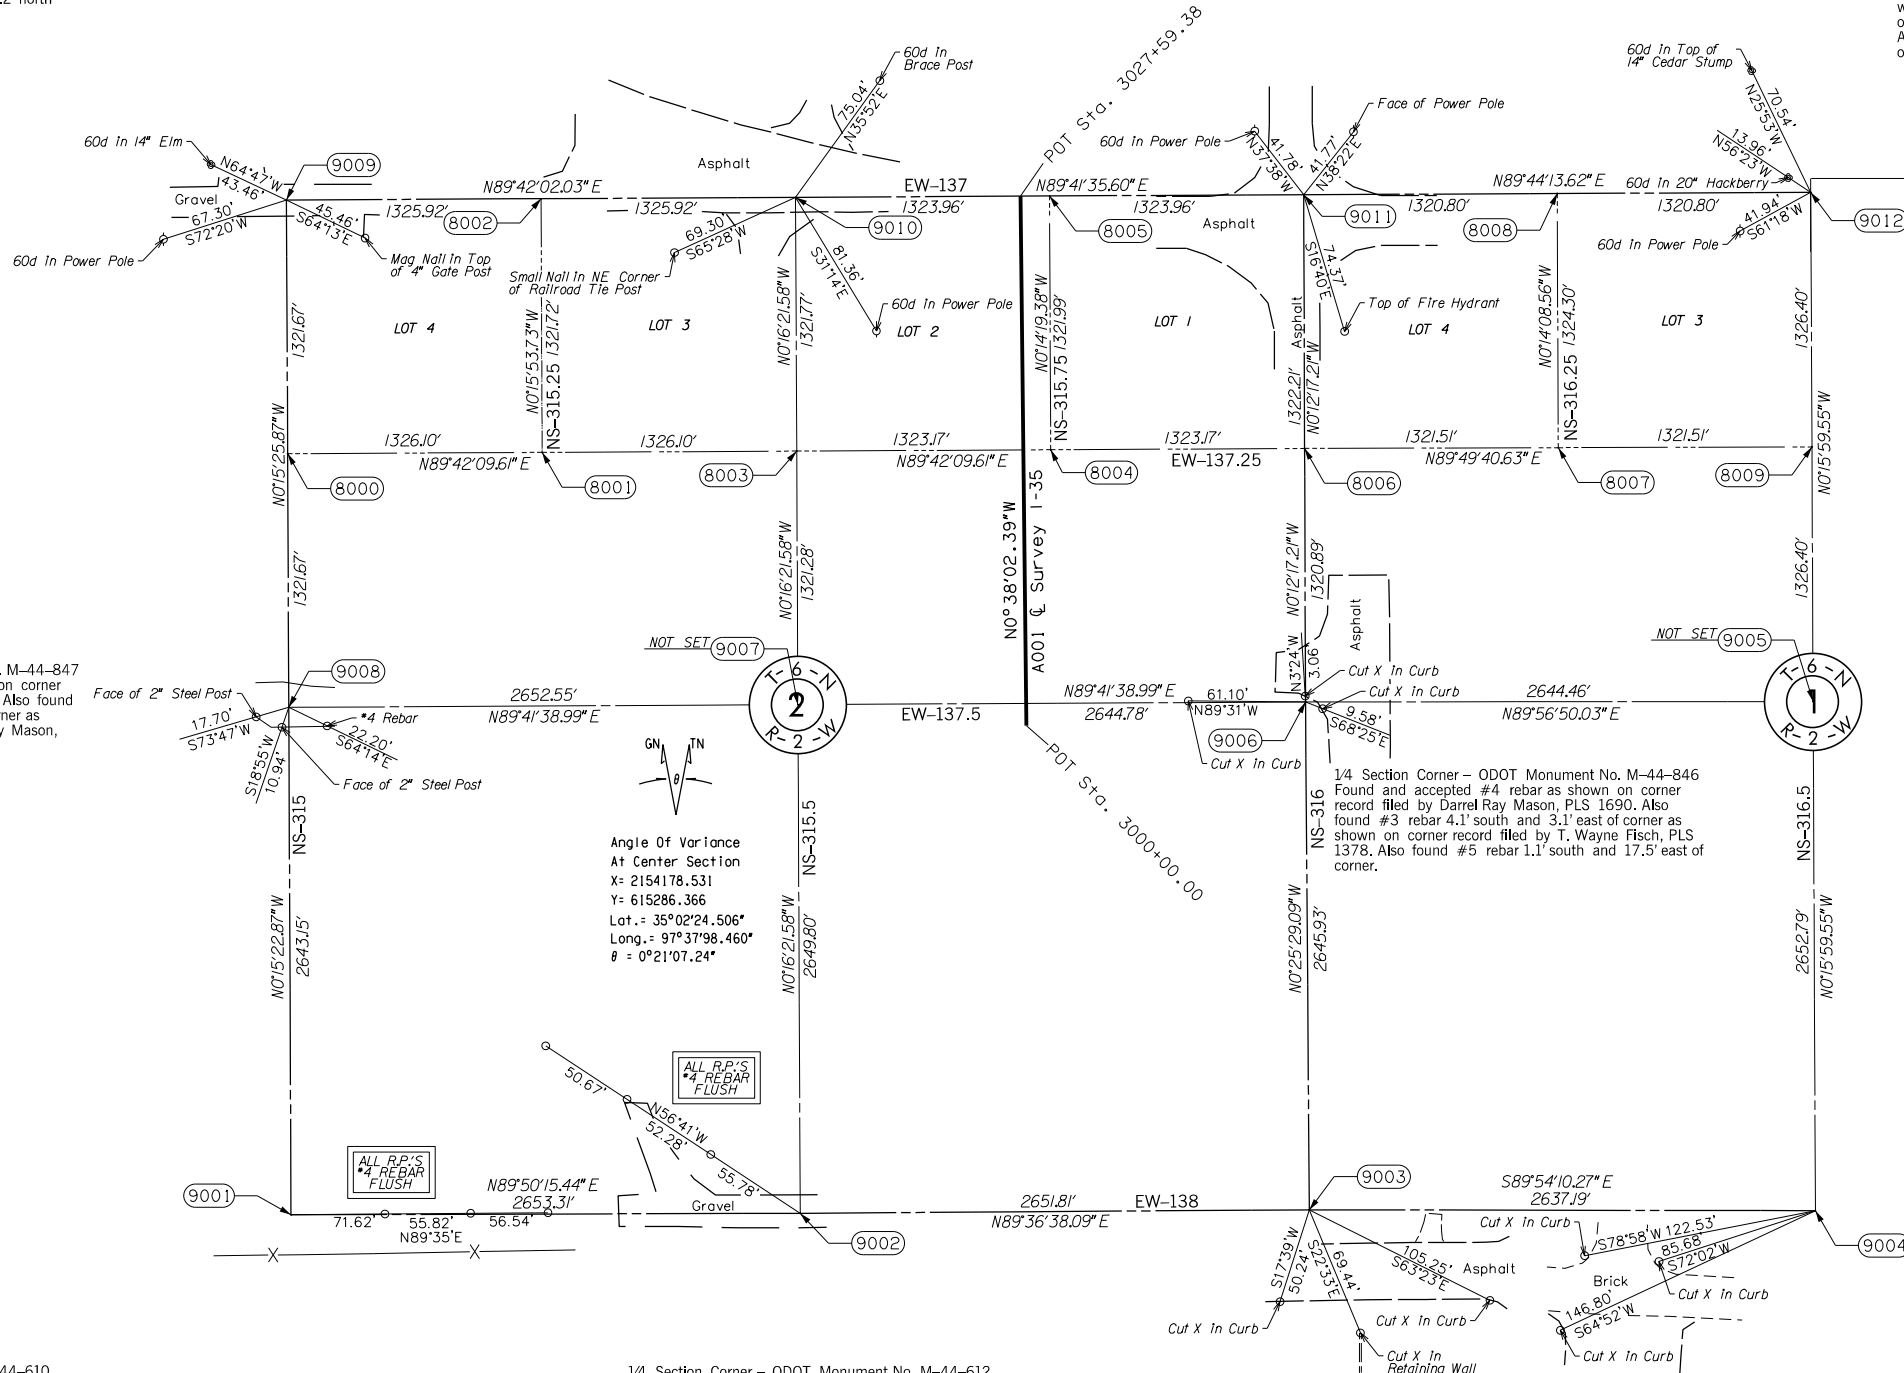 60d in
Brace Post
60d in Top of
14" Cedar Stump
POT Sta. 3027+59.38
75.04'
N35°52'E
Face of Power Pole
60d in Power Pole
70.54'
N25°53'W
13.96'
N56°23'W
60d in 14" Elm
N64°47'W
43.46'
9009
Asphalt
41.78'
N37°38'W
41.77'
N38°22'E
N89°42'02.03" E
EW-137
N89°41'35.60" E
N89°44'13.62" E
60d in 20" Hackberry
Gravel
67.30'
S72°20'W
45.46'
S64°13'E
1325.92'
8002
1325.92'
1323.96'
9010
8005
1323.96'
Asphalt
9011
1320.80'
8008
1320.80'
41.94'
S61°18'W
9012
60d in Power Pole
60d in Power Pole
Mag Nail in Top
of 4" Gate Post
69.30'
S65°28'W
Small Nail in NE Corner
of Railroad Tie Post
81.36'
S31°14'E
74.37'
S16°40'E
60d in Power Pole
Top of Fire Hydrant
LOT 4
LOT 3
LOT 2
LOT 1
LOT 4
LOT 3
Asphalt
1321.67'
N0°15'53.73"W
1321.72'
NS-315.25
N0°16'21.58"W
1321.77'
N0°14'19.38"W
1321.99'
NS-315.75
1322.21'
N0°12'17.21"W
N0°14'08.56"W
1324.30'
NS-316.25
1326.40'
N0°15'25.87"W
N0°15'59.55"W
1326.10'
N89°42'09.61" E
1326.10'
1323.17'
N89°42'09.61" E
1323.17'
EW-137.25
1321.51'
N89°49'40.63" E
1321.51'
8000
8001
8003
8004
8006
8007
8009
1321.67'
N0°16'21.58"W
1321.28'
N0°38'02.39"W
A001 ℄ Survey I-35
N0°12'17.21"W
1320.89'
Asphalt
1326.40'
. M-44-847
on corner
Also found
rner as
y Mason,
Face of 2" Steel Post
9008
17.70'
S73°47'W
#4 Rebar
22.20'
S64°14'E
S18°55'W
10.94'
Face of 2" Steel Post
2652.55'
N89°41'38.99" E
NOT SET
9007
T-6-N
2
R-2-W
EW-137.5
N89°41'38.99" E
2644.78'
61.10'
N89°31'W
Cut X in Curb
N3°24'W
3.06'
Cut X in Curb
Cut X in Curb
9.58'
S68°25'E
9006
2644.46'
N89°56'50.03" E
NOT SET
9005
T-6-N
1
R-2-W
POT Sta. 3000+00.00
GN
TN
θ
Angle Of Variance
At Center Section
X= 2154178.531
Y= 615286.366
Lat.= 35°02'24.506"
Long.= 97°37'98.460"
θ = 0°21'07.24"
1/4 Section Corner - ODOT Monument No. M-44-846
Found and accepted #4 rebar as shown on corner
record filed by Darrel Ray Mason, PLS 1690. Also
found #3 rebar 4.1' south and 3.1' east of corner as
shown on corner record filed by T. Wayne Fisch, PLS
1378. Also found #5 rebar 1.1' south and 17.5' east of
corner.
NS-315
N0°15'22.87"W
2643.15'
NS-315.5
N0°16'21.58"W
2649.80'
NS-316
N0°25'29.09"W
2645.93'
NS-316.5
2652.79'
N0°15'59.55"W
50.67'
N56°41'W
52.28'
55.78'
ALL R.P.'S
#4 REBAR
FLUSH
ALL R.P.'S
#4 REBAR
FLUSH
9001
N89°50'15.44" E
2653.31'
71.62'
55.82'
56.54'
N89°35'E
Gravel
9002
2651.81'
N89°36'38.09" E
EW-138
9003
S89°54'10.27" E
2637.19'
9004
S17°39'W
50.24'
S22°33'E
69.44'
105.25'
S63°23'E
Asphalt
Cut X in Curb
S78°58'W 122.53'
85.68'
S72°02'W
Brick
Cut X in Curb
146.80'
S64°52'W
Cut X in Curb
Cut X in Curb
Cut X in
Retaining Wall
Cut X in Curb
44-610
1/4 Section Corner - ODOT Monument No. M-44-612